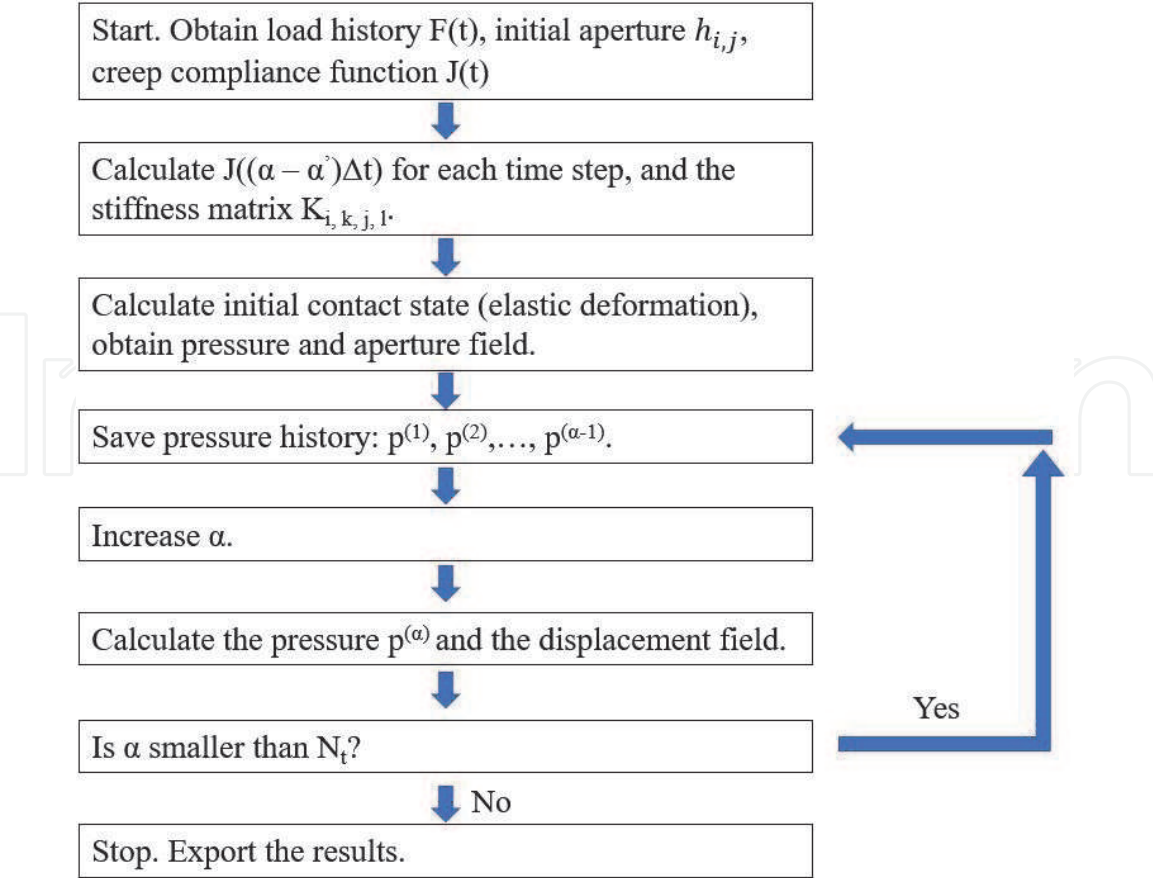 Start. Obtain load history F(t), initial aperture hᵢ,ⱼ,
creep compliance function J(t)
Calculate J((α – α’)Δt) for each time step, and the
stiffness matrix K_{i, k, j, l}.
Calculate initial contact state (elastic deformation),
obtain pressure and aperture field.
Save pressure history: p⁽¹⁾, p⁽²⁾,…, p^{(α-1)}.
Increase α.
Calculate the pressure p^{(α)} and the displacement field.
Is α smaller than Nₜ?
Yes
No
Stop. Export the results.